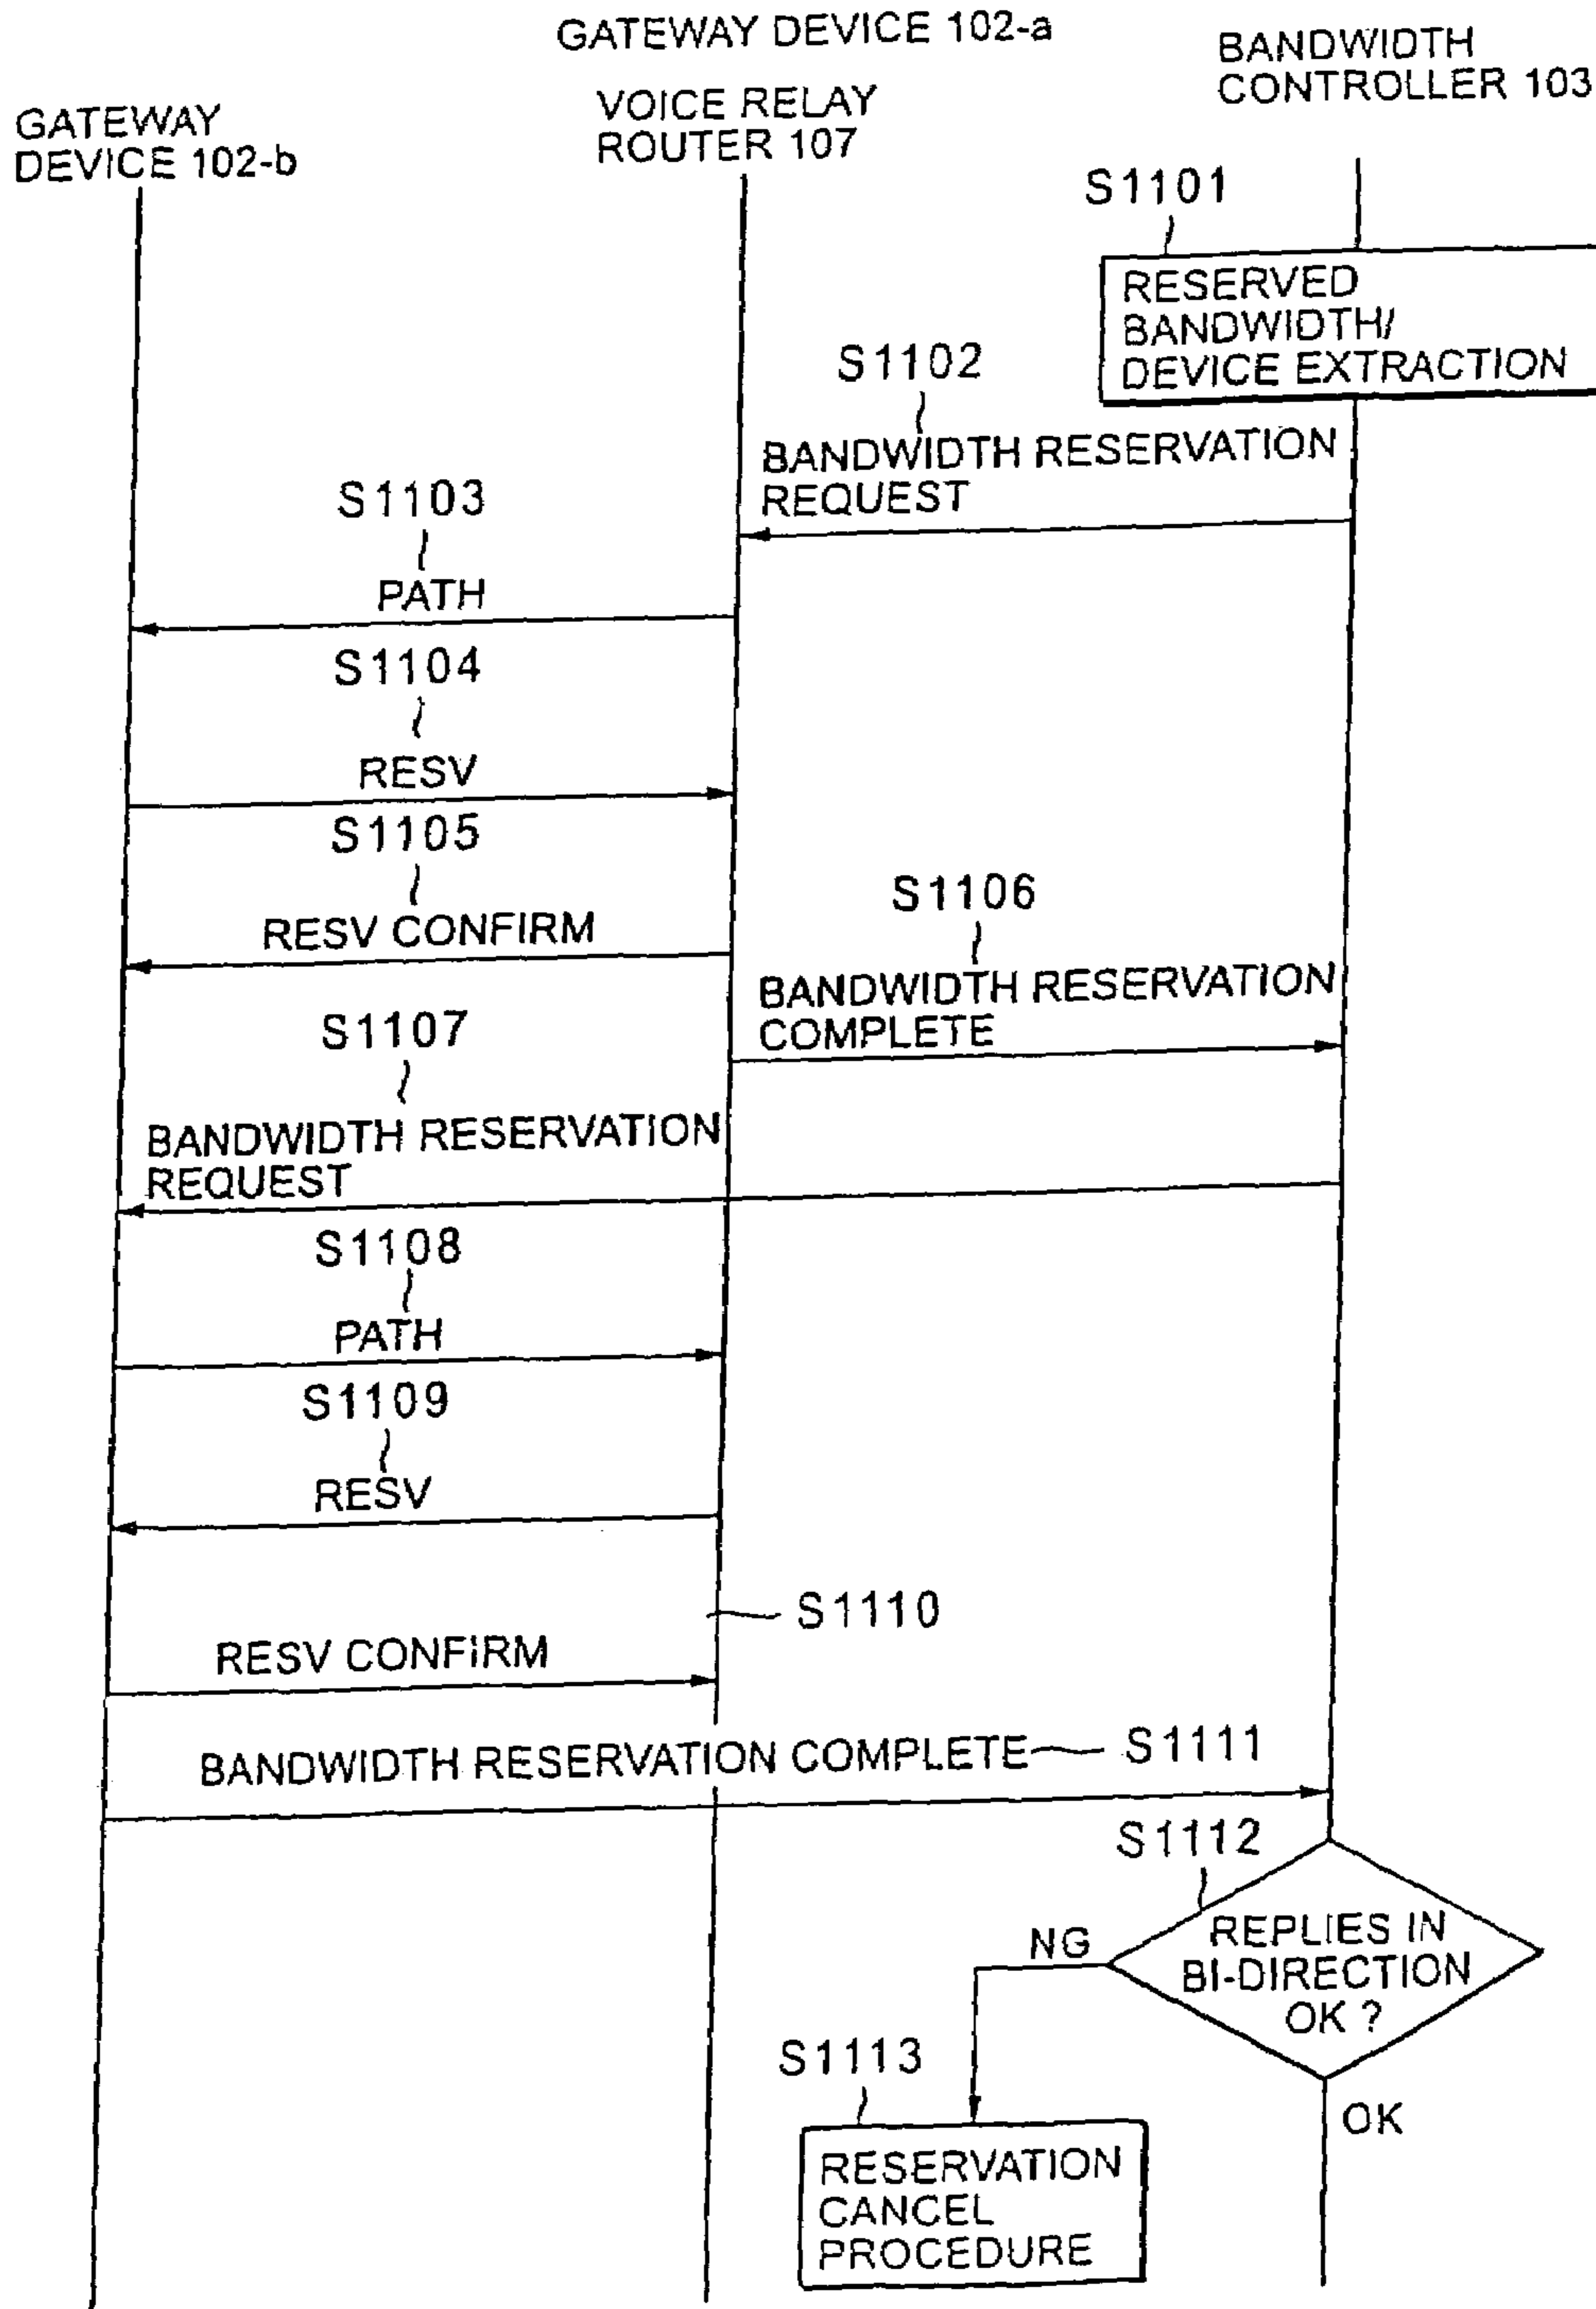 GATEWAY DEVICE 102-a
BANDWIDTH
CONTROLLER 103
VOICE RELAY
ROUTER 107
GATEWAY
DEVICE 102-b
S1101
RESERVED
BANDWIDTH/
DEVICE EXTRACTION
S1102
BANDWIDTH RESERVATION
REQUEST
S1103
PATH
S1104
RESV
S1105
RESV CONFIRM
S1106
BANDWIDTH RESERVATION
COMPLETE
S1107
BANDWIDTH RESERVATION
REQUEST
S1108
PATH
S1109
RESV
S1110
RESV CONFIRM
BANDWIDTH RESERVATION COMPLETE
S1111
S1112
REPLIES IN
BI-DIRECTION
OK ?
NG
OK
S1113
RESERVATION
CANCEL
PROCEDURE